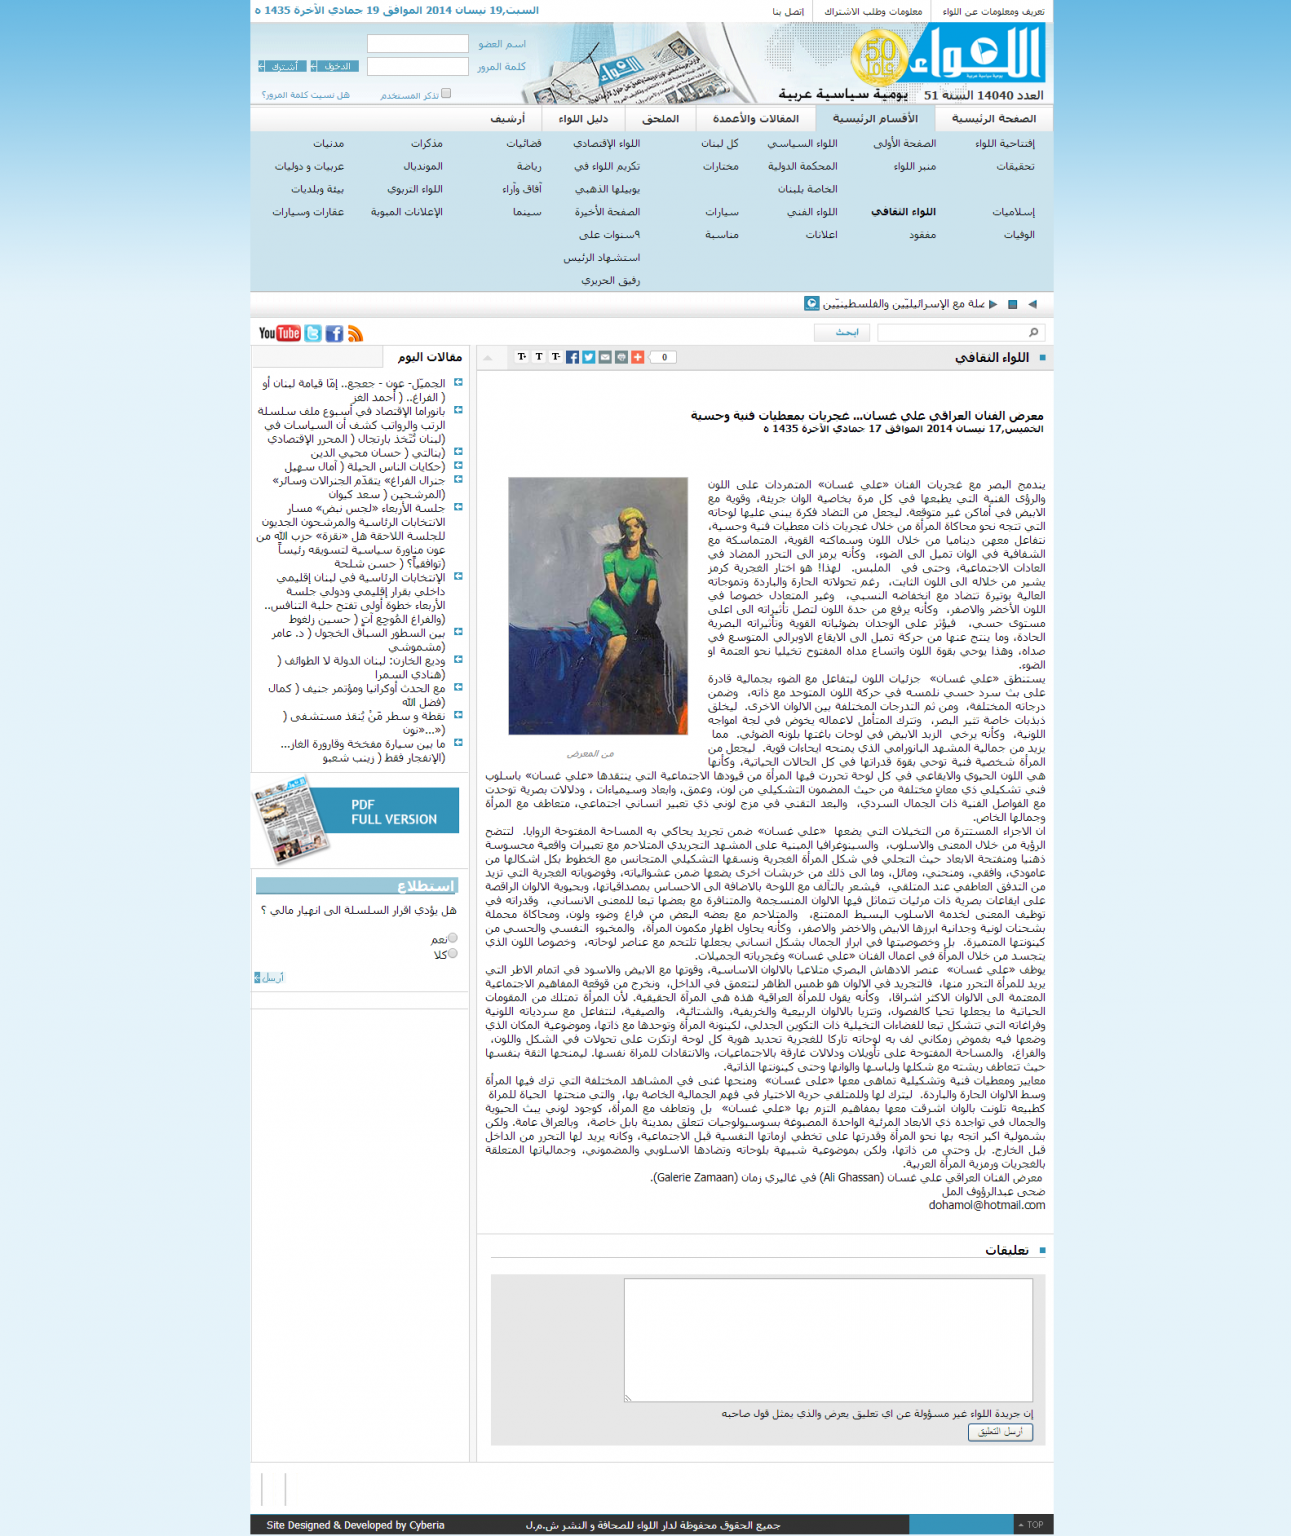 تعريف ومعلومات عن اللواء
معلومات وطلب الاشتراك
إتصل بنا
السبت,19 نيسان 2014 الموافق 19 جمادي الآخرة 1435 ه
اللواء
يومية سياسية عربية
العدد 14040 السنة 51
يومية سياسية عربية
اسم العضو
كلمة المرور
الدخول
أشترك
تذكر المستخدم
هل نسيت كلمة المرور؟
الصفحة الرئيسية
الأقسام الرئيسية
المقالات والأعمدة
الملحق
دليل اللواء
أرشيف
إفتتاحية اللواء
الصفحة الأولى
اللواء السياسي
كل لبنان
اللواء الإقتصادي
قضائيات
مذكرات
مدنيات
تحقيقات
منبر اللواء
المحكمة الدولية
الخاصة بلبنان
مختارات
تكريم اللواء في
يوبيلها الذهبي
رياضة
آفاق وآراء
المونديال
اللواء التربوي
عربيات و دوليات
بيئة وبلديات
إسلاميات
اللواء الثقافي
اللواء الفني
سيارات
الصفحة الأخيرة
سينما
الإعلانات المبوبة
عقارات وسيارات
الوفيات
مفقود
اعلانات
مناسبة
٩سنوات على
استشهاد الرئيس
رفيق الحريري
صلة مع الإسرائيليّين والفلسطينيّين
ابحث
You Tube
اللواء الثقافي
0
T+ T T-
مقالات اليوم
معرض الفنان العراقي علي غسان... غجريات بمعطيات فنية وحسية
الخميس,17 نيسان 2014 الموافق 17 جمادي الآخرة 1435 ه
يندمج البصر مع غجريات الفنان «علي غسان» المتمردات على اللون
والرؤى الفنية التي يطبعها في كل مرة بخاصية الوان جريئة، وقوية مع
الابيض في أماكن غير متوقعة. ليجعل من التضاد فكرة يبني عليها لوحاته
التي تتجه نحو محاكاة المرأة من خلال غجريات ذات معطيات فنية وحسية،
نتفاعل معهن ديناميا من خلال اللون وسماكته القوية، المتماسكة مع
الشفافية في الوان تميل الى الضوء، وكأنه يرمز الى التحرر المضاد في
العادات الاجتماعية، وحتى في الملبس. لهذا! هو اختار الغجرية كرمز
يشير من خلاله الى اللون الثابت، رغم تحولاته الحارة والباردة وتموجاته
العالية بوتيرة تتضاد مع انخفاضه النسبي، وغير المتعادل خصوصا في
اللون الأخضر والاصفر، وكأنه يرفع من حدة اللون لتصل تأثيراته الى اعلى
مستوى حسي، فيؤثر على الوجدان بضوئياته القوية وتأثيراته البصرية
الحادة، وما ينتج عنها من حركة تميل الى الايقاع الاوبرالي المتوسع في
صداه، وهذا يوحي بقوة اللون واتساع مداه المفتوح تخيليا نحو العتمة او
الضوء.
يستنطق «علي غسان» جزئيات اللون ليتفاعل مع الضوء بجمالية قادرة
على بث سرد حسي نلمسه في حركة اللون المتوحد مع ذاته، وضمن
درجاته المختلفة، ومن ثم التدرجات المختلفة بين الالوان الاخرى. ليخلق
ذبذبات خاصة تثير البصر، وتترك المتأمل لاعماله يخوض في لجة امواجه
اللونية، وكأنه يرخي الزبد الابيض في لوحات باغتها بلونه الضوئي. مما
يزيد من جمالية المشهد البانورامي الذي يمنحه ايحاءات قوية. ليجعل من
المرأة شخصية فنية توحي بقوة قدراتها في كل الحالات الحياتية، وكأنها
هي اللون الحيوي والايقاعي في كل لوحة تحررت فيها المرأة من قيودها الاجتماعية التي ينتقدها «علي غسان» باسلوب
فني تشكيلي ذي معانٍ مختلفة من حيث المضمون التشكيلي من لون، وعمق، وابعاد وسيمياءات ، ودلالات بصرية توحدت
مع الفواصل الفنية ذات الجمال السردي، والبعد التقني في مزج لوني ذي تعبير انساني اجتماعي، متعاطف مع المرأة
وجمالها الخاص.
من المعرض
ان الاجزاء المستترة من التخيلات التي يضعها «علي غسان» ضمن تجريد يحاكي به المساحة المفتوحة الزوايا. لتتضح
الرؤية من خلال المعنى والاسلوب، والسينوغرافيا المبنية على المشهد التجريدي المتلاحم مع تعبيرات واقعية محسوسة
ذهنيا ومنفتحة الابعاد حيث التجلي في شكل المرأة الغجرية ونسقها التشكيلي المتجانس مع الخطوط بكل اشكالها من
عامودي، وافقي، ومنحني، ومائل، وما الى ذلك من خربشات اخرى يضعها ضمن عشوائياته، وفوضوياته الغجرية التي تزيد
من التدفق العاطفي عند المتلقي، فيشعر بالتآلف مع اللوحة بالاضافة الى الاحساس بمصداقياتها، وبحيوية الالوان الراقصة
على ايقاعات بصرية ذات مرئيات تتماثل فيها الالوان المنسجمة والمتنافرة مع بعضها تبعا للمعنى الانساني، وقدراته في
توظيف المعنى لخدمة الاسلوب البسيط الممتنع، والمتلاحم مع بعضه البعض من فراغ وضوء ولون، ومحاكاة محملة
بشحنات لونية وجدانية ابرزها الابيض والاخضر والاصفر، وكأنه يحاول اظهار مكمون المرأة، والمخبوء النفسي والحسي من
كينونتها المتميزة. بل وخصوصيتها في ابراز الجمال بشكل انساني يجعلها تلتحم مع عناصر لوحاته، وخصوصا اللون الذي
يتجسد من خلال المرأة في اعمال الفنان «علي غسان» وغجرياته الجميلات.
يوظف «علي غسان» عنصر الادهاش البصري متلاعبا بالالوان الاساسية، وقوتها مع الابيض والاسود في اتمام الاطر التي
يريد للمرأة التحرر منها، فالتجريد في الالوان هو طمس الظاهر لنتعمق في الداخل، ونخرج من قوقعة المفاهيم الاجتماعية
المعتمة الى الالوان الاكثر اشراقا، وكأنه يقول للمرأة العراقية هذه هي المرأة الحقيقية. لأن المرأة تمتلك من المقومات
الحياتية ما يجعلها تحيا كالفصول، وتتزيا بالالوان الربيعية والخريفية، والشتائية، والصيفية، لتتفاعل مع سردياته اللونية
وفراغاته التي تتشكل تبعا للفضاءات التخيلية ذات التكوين الجدلي، لكينونة المرأة وتوحدها مع ذاتها، وموضوعية المكان الذي
وضعها فيه بغموض زمكاني لف به لوحاته تاركا للغجرية تحديد هوية كل لوحة ارتكزت على تحولات في الشكل واللون،
والفراغ، والمساحة المفتوحة على تأويلات ودلالات غارقة بالاجتماعيات، والانتقادات للمرأة نفسها. ليمنحها الثقة بنفسها
حيث تتعاطف ريشته مع شكلها ولباسها والوانها وحتى كينونتها الذاتية.
معايير ومعطيات فنية وتشكيلية تماهى معها «علي غسان» ومنحها غنى في المشاهد المختلفة التي ترك فيها المرأة
وسط الالوان الحارة والباردة. ليترك لها وللمتلقي حرية الاختيار في فهم الجمالية الخاصة بها، والتي منحتها الحياة للمراة
كطبيعة تلونت بالوان اشرقت معها بمفاهيم التزم بها «علي غسان» بل وتعاطف مع المرأة، كوجود لوني يبث الحيوية
والجمال في تواجده ذي الابعاد المرئية الواحدة المصبوغة بسوسيولوجيات تتعلق بمدينة بابل خاصة، وبالعراق عامة. ولكن
بشمولية اكبر اتجه بها نحو المرأة وقدرتها على تخطي ازماتها النفسية قبل الاجتماعية، وكانه يريد لها التحرر من الداخل
قبل الخارج. بل وحتى من ذاتها، ولكن بموضوعية شبيهة بلوحاته وتضادها الاسلوبي والمضموني، وجمالياتها المتعلقة
بالغجريات ورمزية المرأة العربية.
معرض الفنان العراقي علي غسان (Ali Ghassan) في غاليري زمان (Galerie Zamaan).
ضحى عبدالرؤوف المل
dohamol@hotmail.com
الجميّل- عون - جعجع.. إمّا قيامة لبنان أو
الفراغ.. ( أحمد الغز )
بانوراما الإقتصاد في أسبوع ملف سلسلة
الرتب والرواتب كشف أن السياسات في
لبنان تُتّخذ بارتجال ( المحرر الإقتصادي)
بنالتي ( حسان محيي الدين)
حكايات الناس الحيلة ( آمال سهيل)
جنرال الفراغ» يتقدّم الجنرالات وسائر»
المرشحين ( سعد كيوان)
جلسة الأربعاء «لجس نبض» مسار
الانتخابات الرئاسية والمرشحون الجديون
للجلسة اللاحقة هل «نقزة» حزب الله من
عون مناورة سياسية لتسويقه رئيساً
توافقياً؟ ( حسن شلحة)
الإنتخابات الرئاسية في لبنان إقليمي
داخلي بقرار إقليمي ودولي جلسة
الأربعاء خطوة أولى تفتح حلبة التنافس..
والفراغ المُوجِع آتٍ ( حسين زلغوط)
بين السطور السباق الخجول ( د. عامر
مشموشي)
وديع الخازن: لبنان الدولة لا الطوائف (
هنادي السمرا)
مع الحدث أوكرانيا ومؤتمر جنيف ( كمال
فضل الله)
نقطة و سطر مَنْ يُنقذ مستشفى (
«...»نون)
ما بين سيارة مفخخة وقارورة الغاز...
الإنفجار فقط ( زينب شعبو)
PDF
FULL VERSION
استطلاع
هل يؤدي اقرار السلسلة الى انهيار مالي ؟
نعم
كلا
أرسل
تعليقات
إن جريدة اللواء غير مسؤولة عن اي تعليق يعرض والذي يمثل قول صاحبه
أرسل التعليق
TOP
جميع الحقوق محفوظة لدار اللواء للصحافة و النشر ش.م.ل
Site Designed & Developed by Cyberia